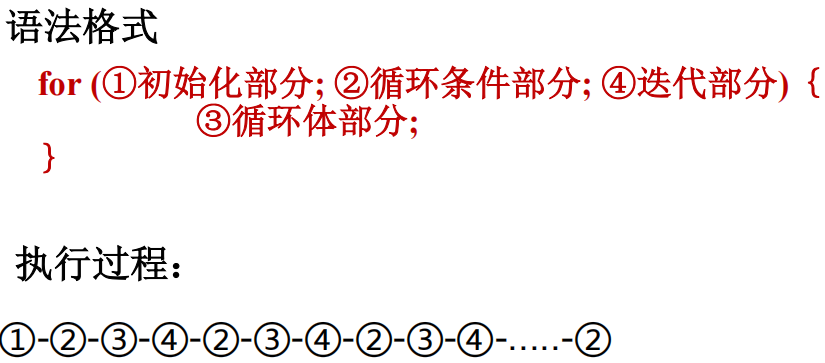 语法格式
for (①初始化部分; ②循环条件部分; ④迭代部分) {
③循环体部分;
}
执行过程：
①-②-③-④-②-③-④-②-③-④-.....-②